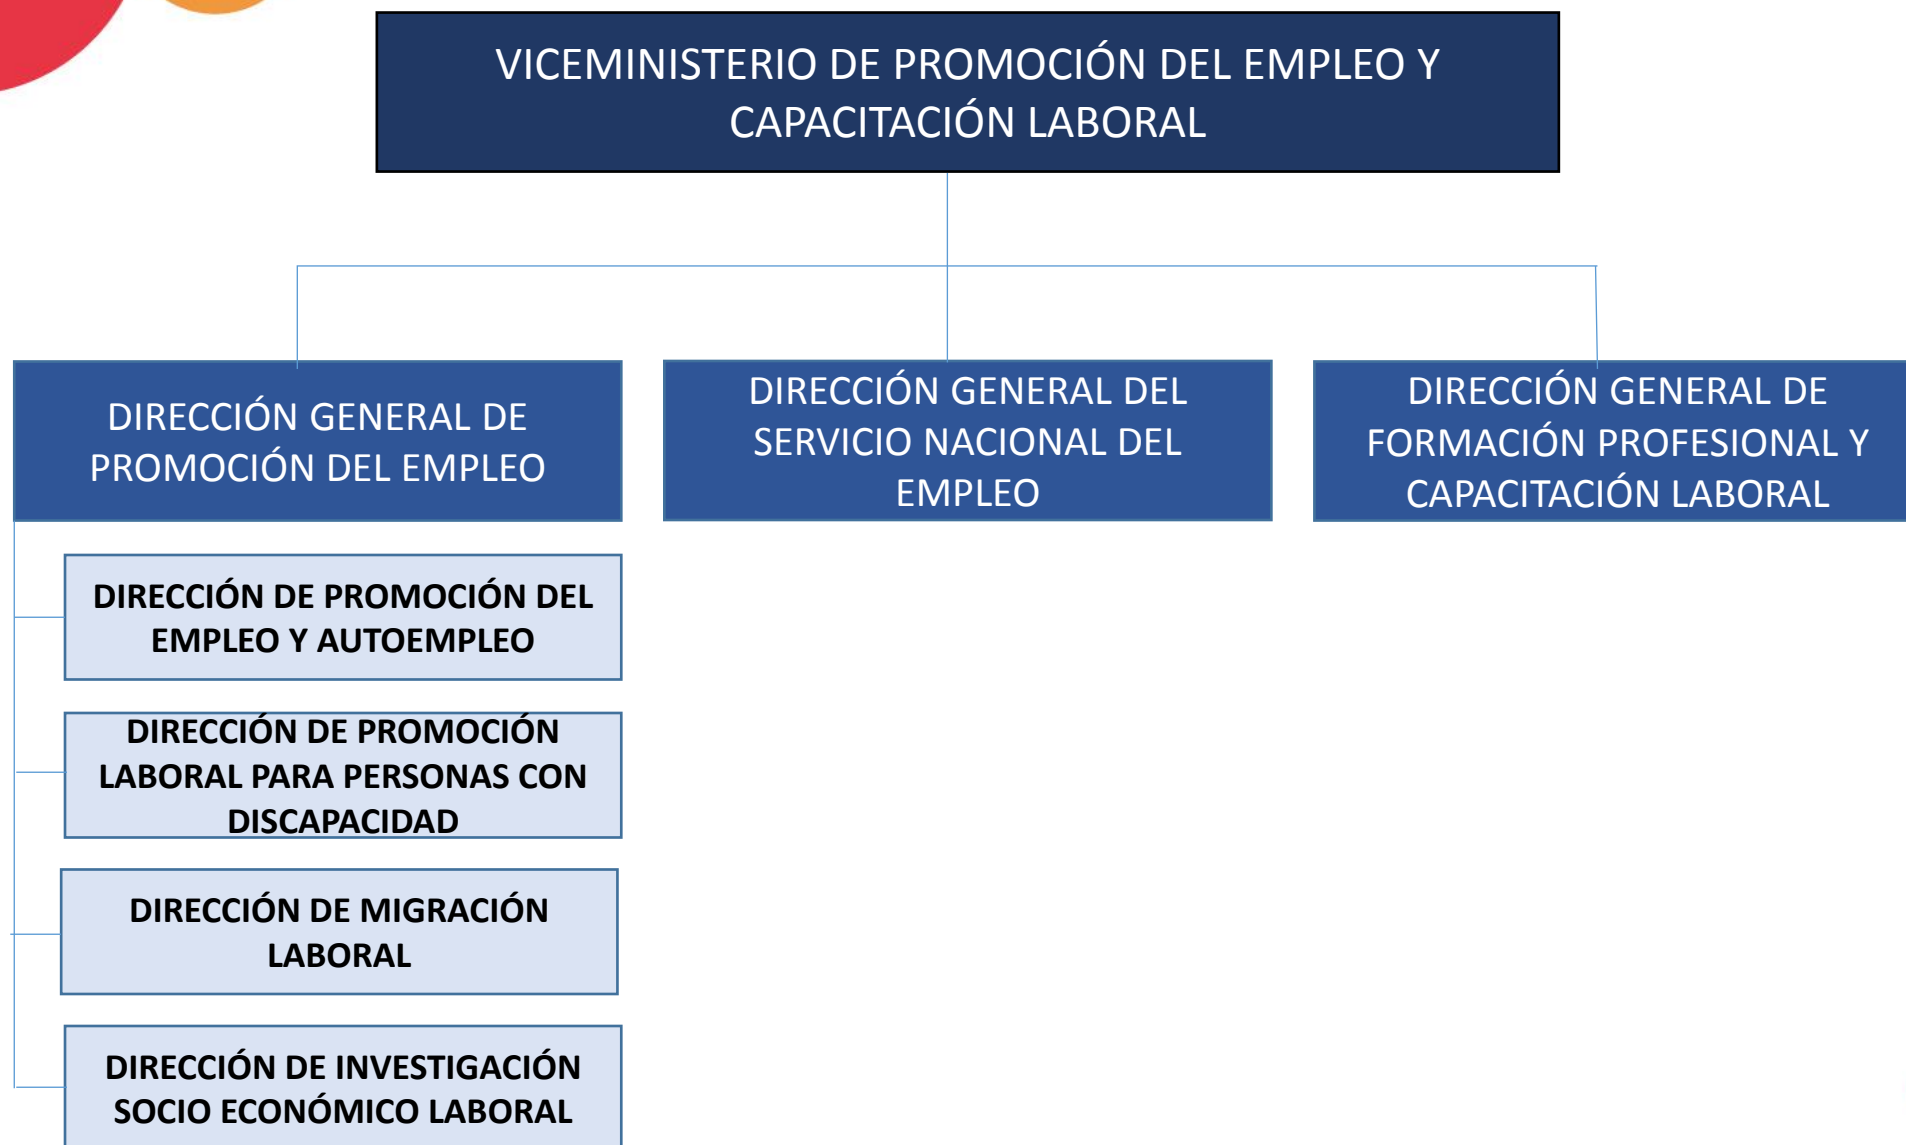 VICEMINISTERIO DE PROMOCIÓN DEL EMPLEO Y
CAPACITACIÓN LABORAL
DIRECCIÓN GENERAL DE
PROMOCIÓN DEL EMPLEO
DIRECCIÓN GENERAL DEL
SERVICIO NACIONAL DEL
EMPLEO
DIRECCIÓN GENERAL DE
FORMACIÓN PROFESIONAL Y
CAPACITACIÓN LABORAL
DIRECCIÓN DE PROMOCIÓN DEL
EMPLEO Y AUTOEMPLEO
DIRECCIÓN DE PROMOCIÓN
LABORAL PARA PERSONAS CON
DISCAPACIDAD
DIRECCIÓN DE MIGRACIÓN
LABORAL
DIRECCIÓN DE INVESTIGACIÓN
SOCIO ECONÓMICO LABORAL